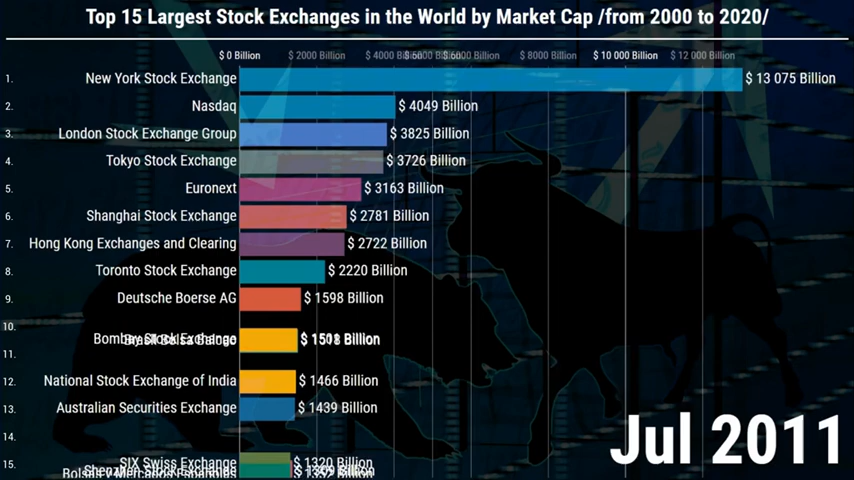 Top 15 Largest Stock Exchanges in the World by Market Cap /from 2000 to 2020/
$ 0 Billion $ 2000 Billion $ 4000 $ 8000 Billion $ 10 000 Billion $ 12 000 Billion
1. New York Stock Exchange $ 13 075 Billion
2. Nasdaq $ 4049 Billion
3. London Stock Exchange Group $ 3825 Billion
4. Tokyo Stock Exchange $ 3726 Billion
5. Euronext $ 3163 Billion
6. Shanghai Stock Exchange $ 2781 Billion
7. Hong Kong Exchanges and Clearing $ 2722 Billion
8. Toronto Stock Exchange $ 2220 Billion
9. Deutsche Boerse AG $ 1598 Billion
10.
Bombay Stock Exchange Billion
11.
12. National Stock Exchange of India $ 1466 Billion
13. Australian Securities Exchange $ 1439 Billion
14.
SIX Swiss Exchange $ 1320 Billion
15.
Jul 2011